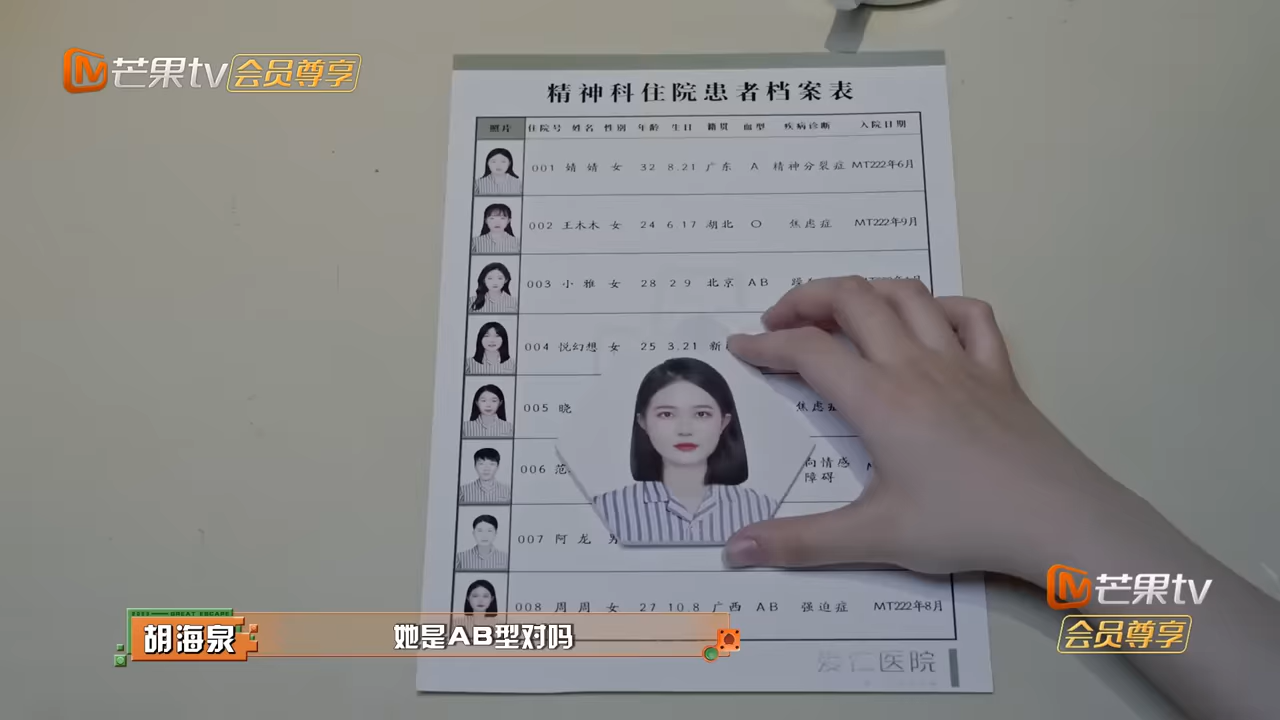 芒果tv 会员尊享
精神科住院患者档案表
照片 住院号 姓名 性别 年龄 生日 籍贯 血型 疾病诊断 入院日期
001 婧婧 女 32 8.21 广东 A 精神分裂症 MT222年6月
002 王木木 女 24 6 17 湖北 O 焦虑症 MT222年9月
003 小雅 女 28 2 9 北京 AB
004 悦幻想 女 25 3.21 新
005 晓 焦虑
006 范 向情感
障碍
007 阿龙 男
008 周周 女 27 10.8 广西 AB 强迫症 MT222年8月
爱仁医院
GREAT ESCAPE
胡海泉 她是AB型对吗
芒果tv
会员尊享